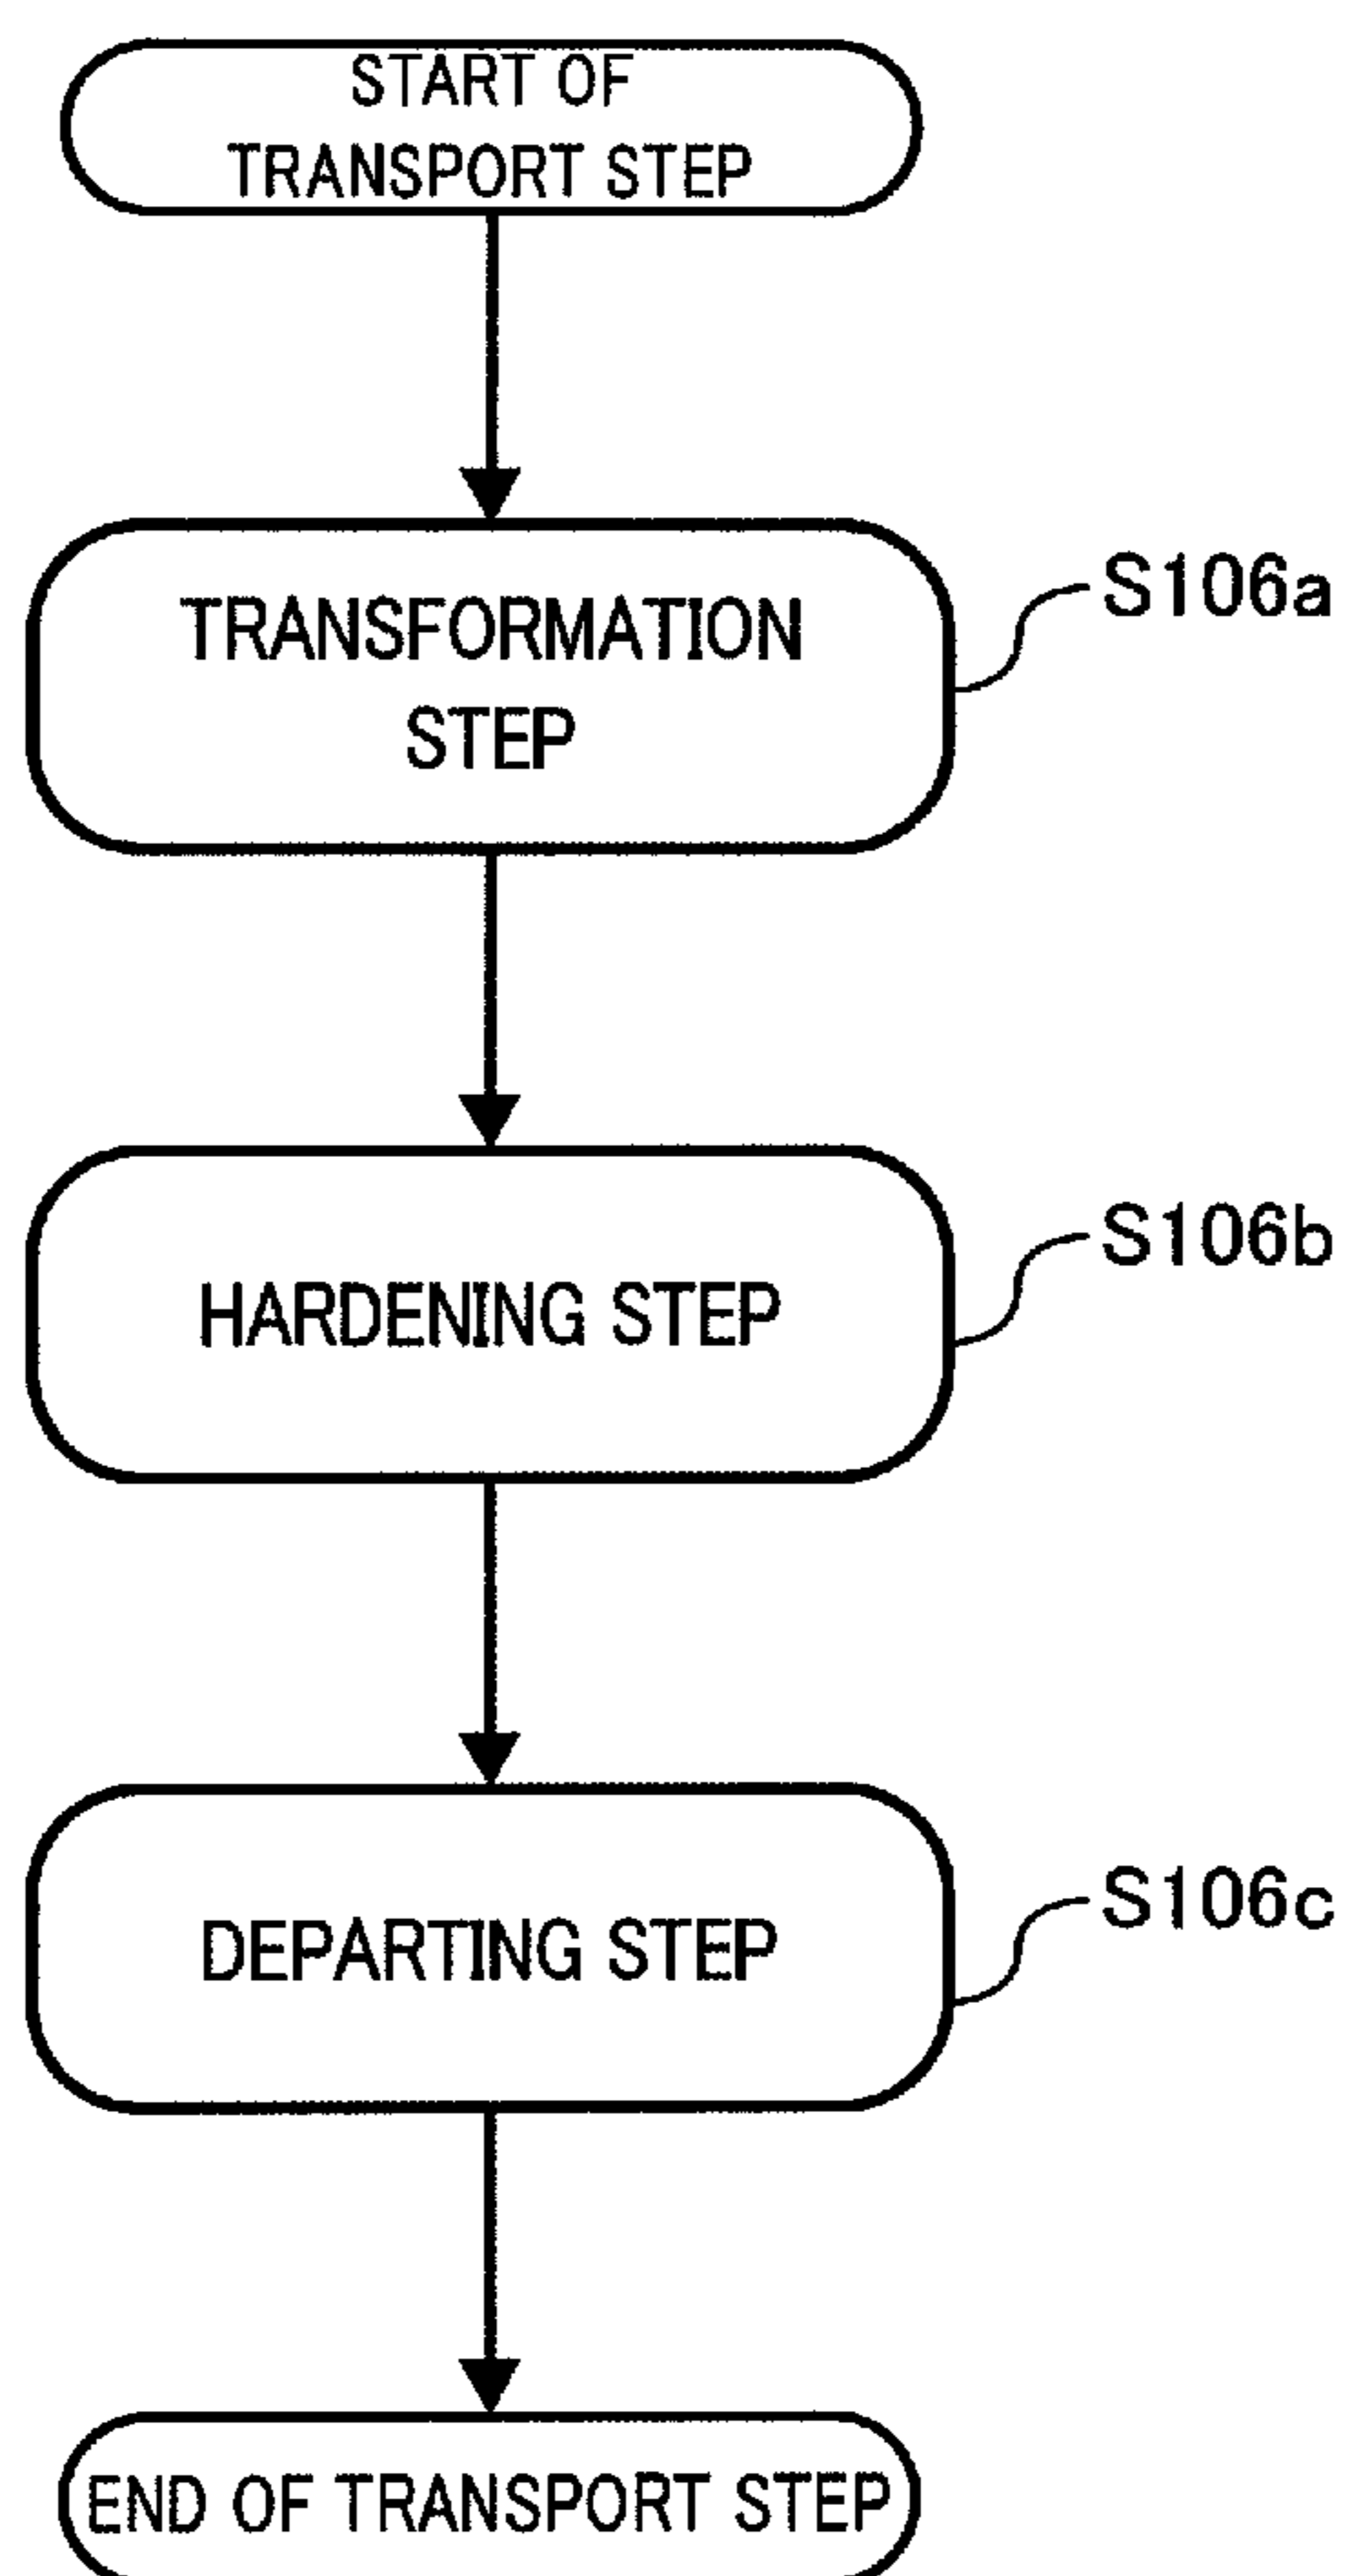 START OF
TRANSPORT STEP
TRANSFORMATION
STEP
S106a
HARDENING STEP
S106b
DEPARTING STEP
S106c
END OF TRANSPORT STEP